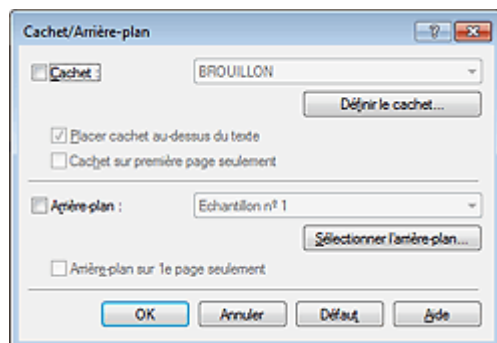 Cachet/Arrière-plan
Cachet : BROUILLON
Définir le cachet...
Placer cachet au-dessus du texte
Cachet sur première page seulement
Arrière-plan : Echantillon nº 1
Sélectionner l'arrière-plan...
Arrière-plan sur 1e page seulement
OK Annuler Défaut Aide